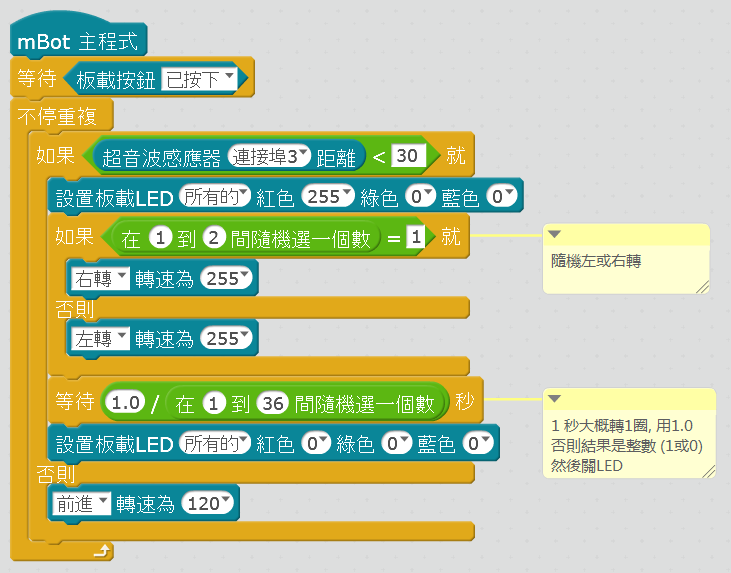 mBot 主程式
等待 板載按鈕 已按下
不停重複
如果 超音波感應器 連接埠3 距離 < 30 就
設置板載LED 所有的 紅色 255 綠色 0 藍色 0
如果 在 1 到 2 間隨機選一個數 = 1 就
隨機左或右轉
右轉 轉速為 255
否則
左轉 轉速為 255
等待 1.0 / 在 1 到 36 間隨機選一個數 秒
1 秒大概轉1圈, 用1.0
否則結果是整數 (1或0)
然後關LED
設置板載LED 所有的 紅色 0 綠色 0 藍色 0
否則
前進 轉速為 120